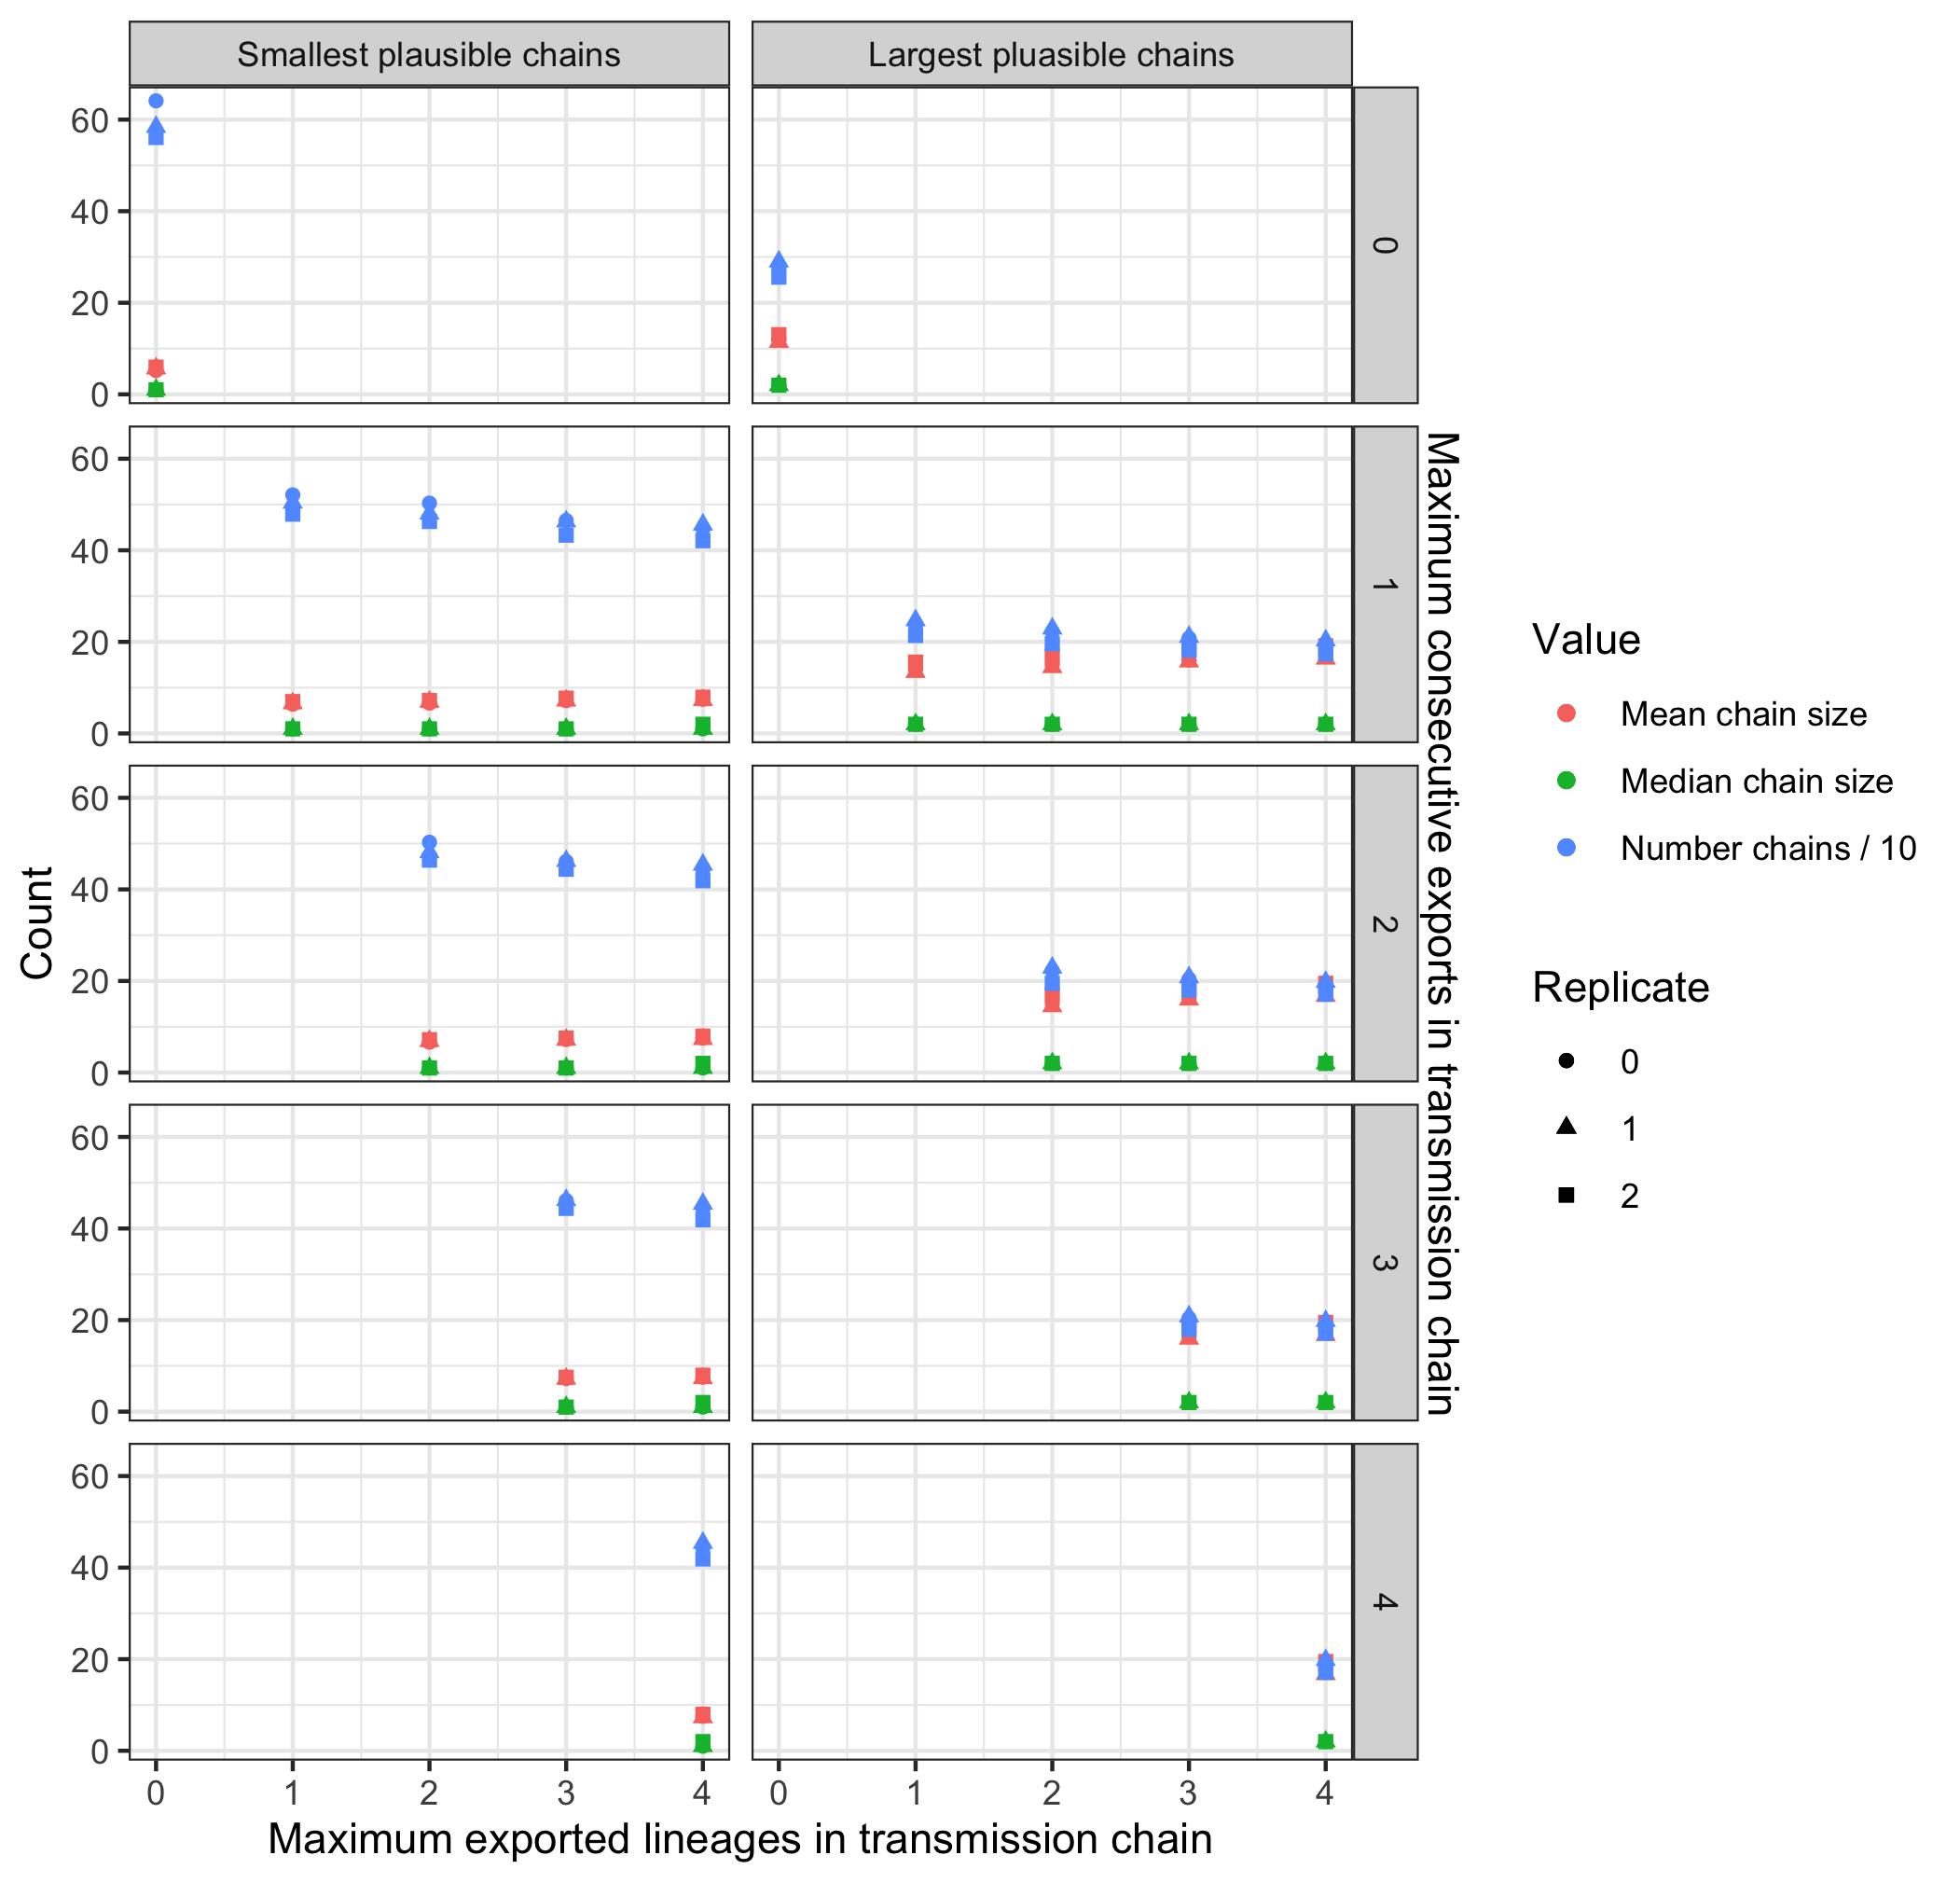 Smallest plausible chains
Largest pluasible chains
60
40
20
0
0
60
40
20
0
1
60
40
20
0
2
60
40
20
0
3
60
40
20
0
4
0 1 2 3 4
0 1 2 3 4
Maximum exported lineages in transmission chain
Count
Maximum consecutive exports in transmission chain
Value
Mean chain size
Median chain size
Number chains / 10
Replicate
0
1
2